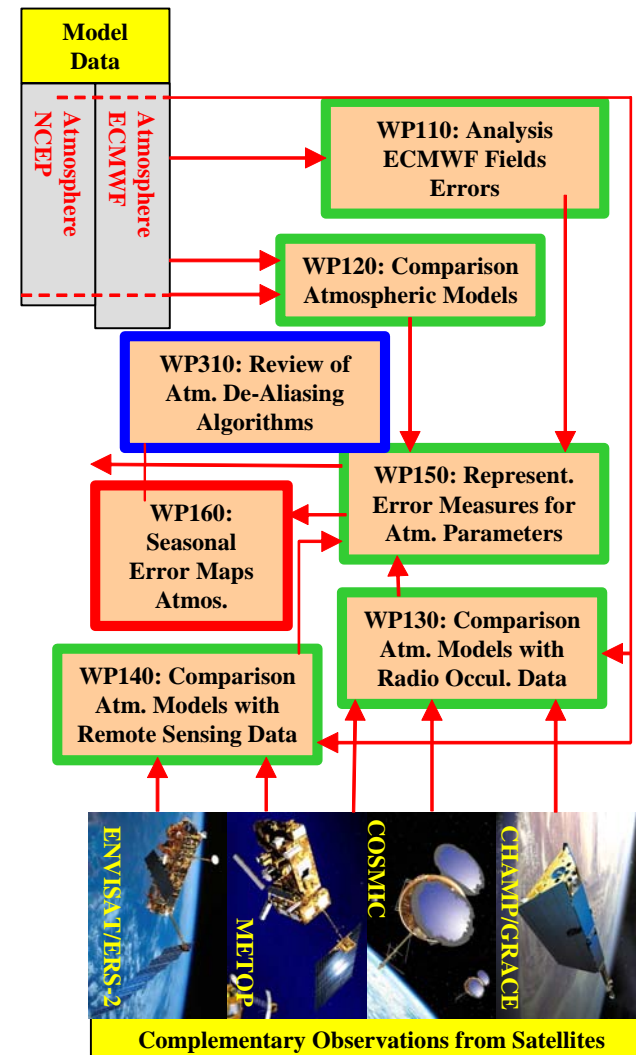 Model
Data
Atmosphere
NCEP
Atmosphere
ECMWF
WP110: Analysis
ECMWF Fields
Errors
WP120: Comparison
Atmospheric Models
WP310: Review of
Atm. De-Aliasing
Algorithms
WP150: Represent.
Error Measures for
Atm. Parameters
WP160:
Seasonal
Error Maps
Atmos.
WP130: Comparison
Atm. Models with
Radio Occul. Data
WP140: Comparison
Atm. Models with
Remote Sensing Data
ENVISAT/ERS-2
METOP
COSMIC
CHAMP/GRACE
Complementary Observations from Satellites